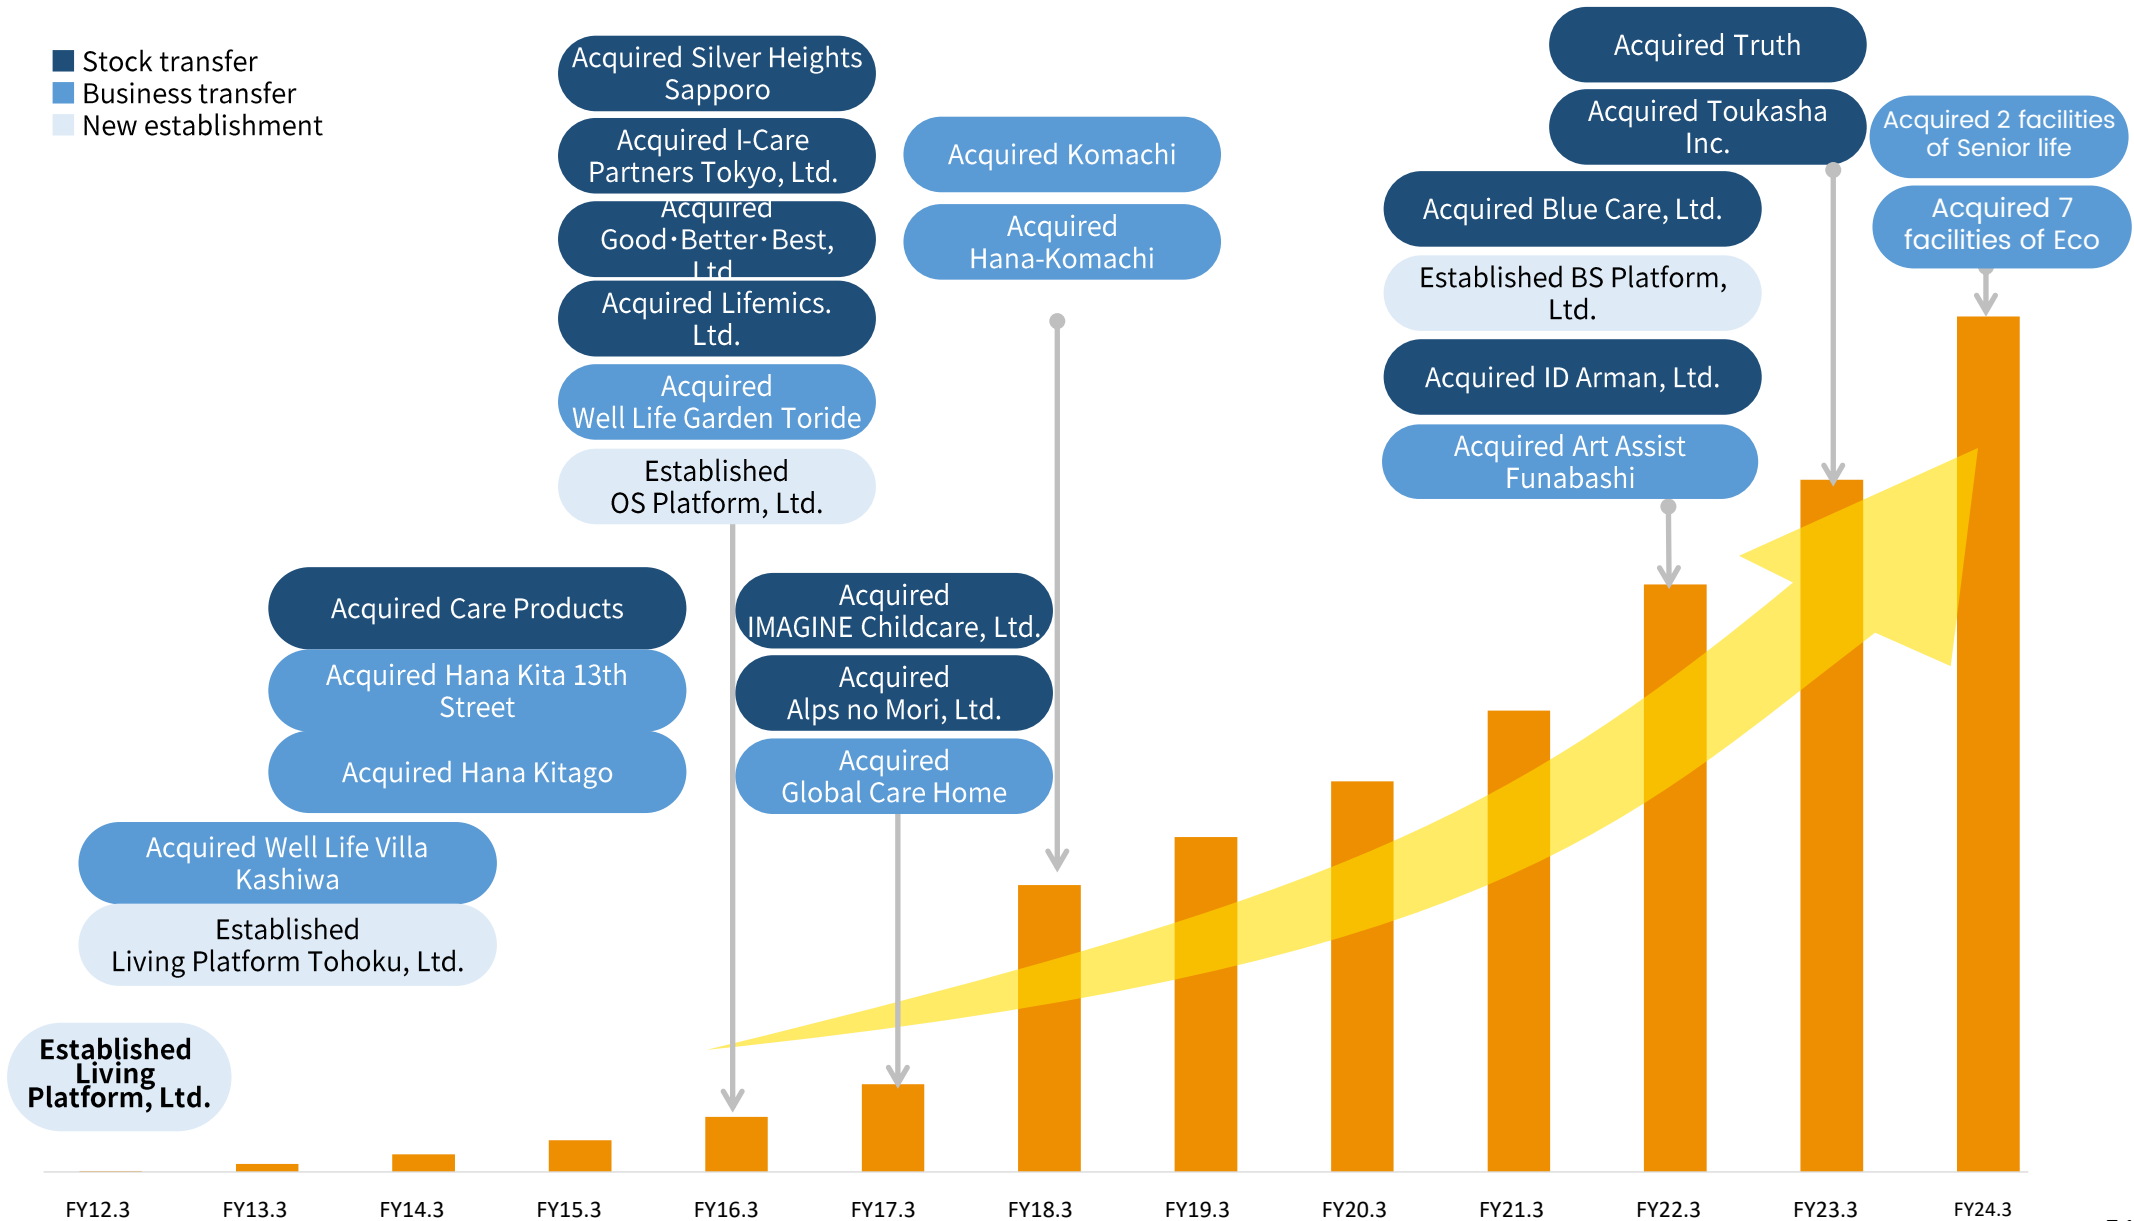 Stock transfer
Business transfer
New establishment
Acquired Silver Heights
Sapporo
Acquired I-Care
Partners Tokyo, Ltd.
Acquired
Good・Better・Best,
Ltd.
Acquired Lifemics.
Ltd.
Acquired
Well Life Garden Toride
Established
OS Platform, Ltd.
Acquired Komachi
Acquired
Hana-Komachi
Acquired Truth
Acquired Toukasha
Inc.
Acquired 2 facilities
of Senior life
Acquired 7
facilities of Eco
Acquired Blue Care, Ltd.
Established BS Platform,
Ltd.
Acquired ID Arman, Ltd.
Acquired Art Assist
Funabashi
Acquired Care Products
Acquired Hana Kita 13th
Street
Acquired Hana Kitago
Acquired
IMAGINE Childcare, Ltd.
Acquired
Alps no Mori, Ltd.
Acquired
Global Care Home
Acquired Well Life Villa
Kashiwa
Established
Living Platform Tohoku, Ltd.
Established
Living
Platform, Ltd.
FY12.3
FY13.3
FY14.3
FY15.3
FY16.3
FY17.3
FY18.3
FY19.3
FY20.3
FY21.3
FY22.3
FY23.3
FY24.3